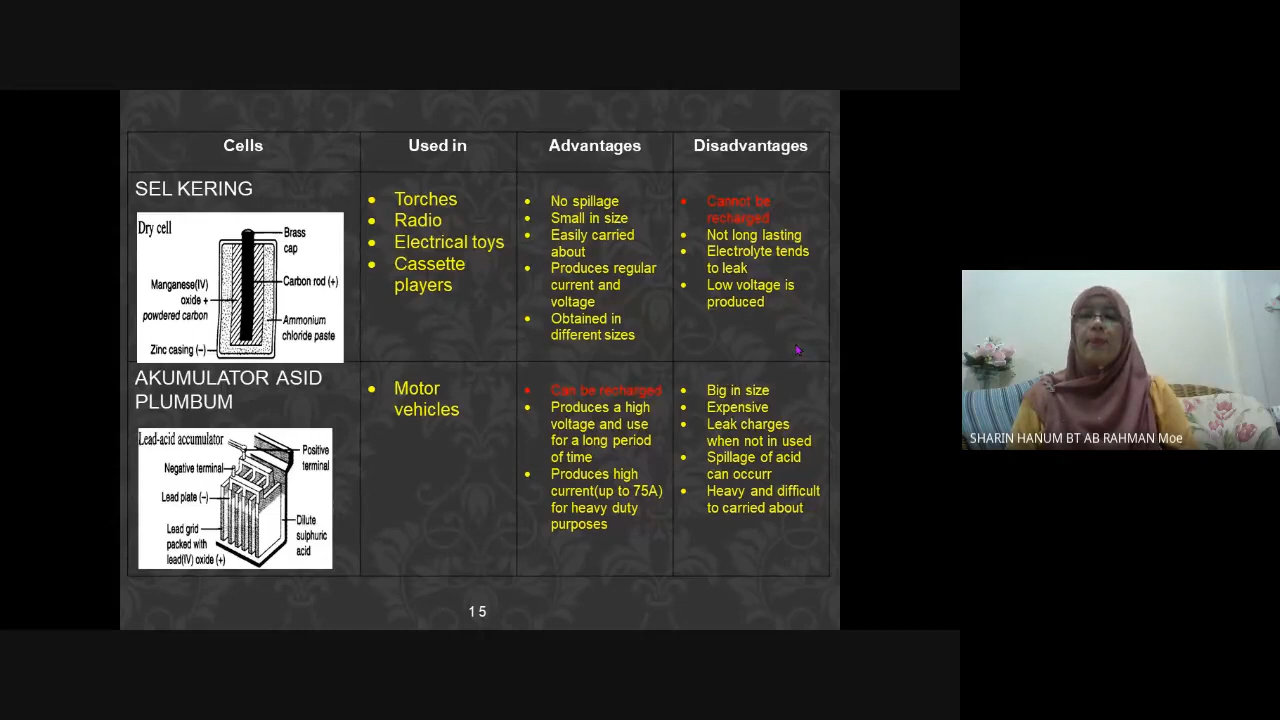 Cells
Used in
Advantages
Disadvantages
SEL KERING
Dry cell
Brass
cap
Carbon rod (+)
Manganese(IV)
oxide +
powdered carbon
Ammonium
chloride paste
Zinc casing (−)
Torches
Radio
Electrical toys
Cassette
players
No spillage
Small in size
Easily carried
about
Produces regular
current and
voltage
Obtained in
different sizes
Cannot be
recharged
Not long lasting
Electrolyte tends
to leak
Low voltage is
produced
AKUMULATOR ASID
PLUMBUM
Lead-acid accumulator
Positive
terminal
Negative terminal
Lead plate (−)
Lead grid
packed with
lead(IV) oxide (+)
Dilute
sulphuric
acid
Motor
vehicles
Can be recharged
Produces a high
voltage and use
for a long period
of time
Produces high
current(up to 75A)
for heavy duty
purposes
Big in size
Expensive
Leak charges
when not in used
Spillage of acid
can occurr
Heavy and difficult
to carried about
15
SHARIN HANUM BT AB RAHMAN Moe